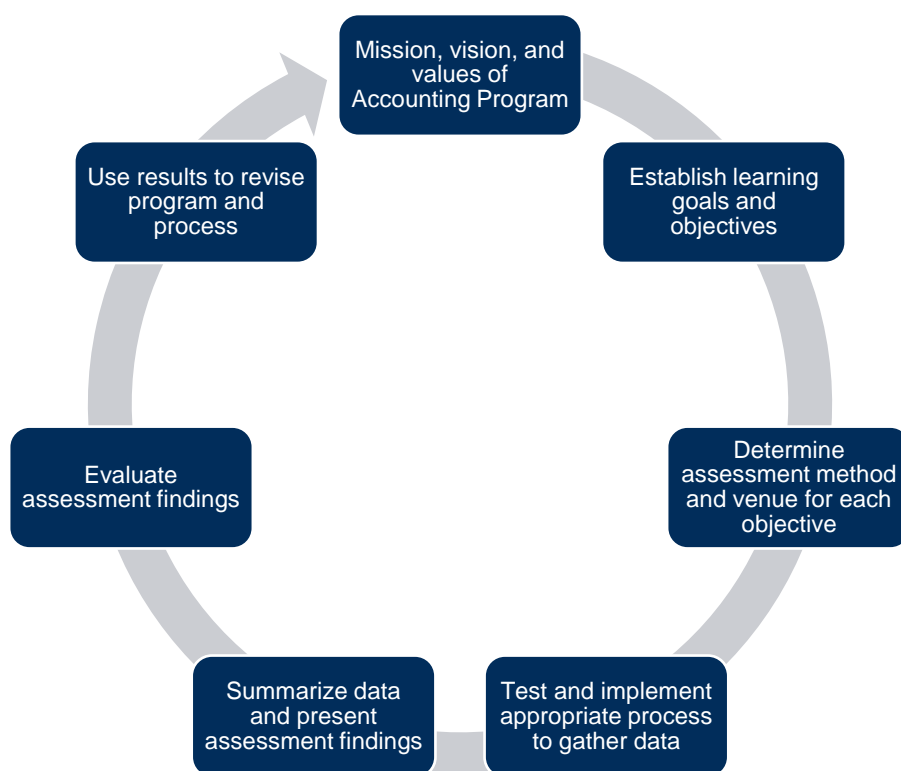 Mission, vision, and
values of
Accounting Program
Establish learning
goals and
objectives
Determine
assessment method
and venue for each
objective
Test and implement
appropriate process
to gather data
Summarize data
and present
assessment findings
Evaluate
assessment findings
Use results to revise
program and
process